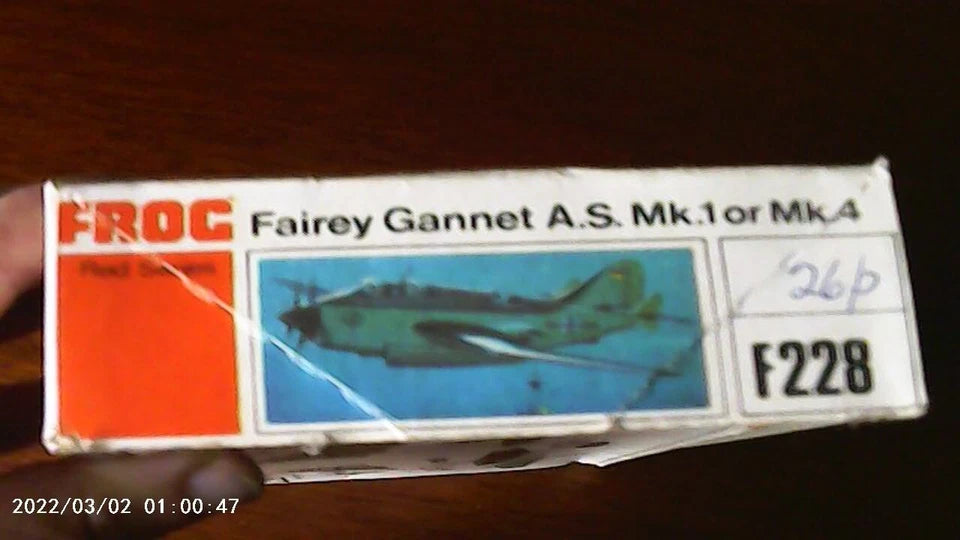 FROG
Fairey Gannet A.S. Mk.1 or Mk.4
Red Series
26p
F228
2022/03/02 01:00:47